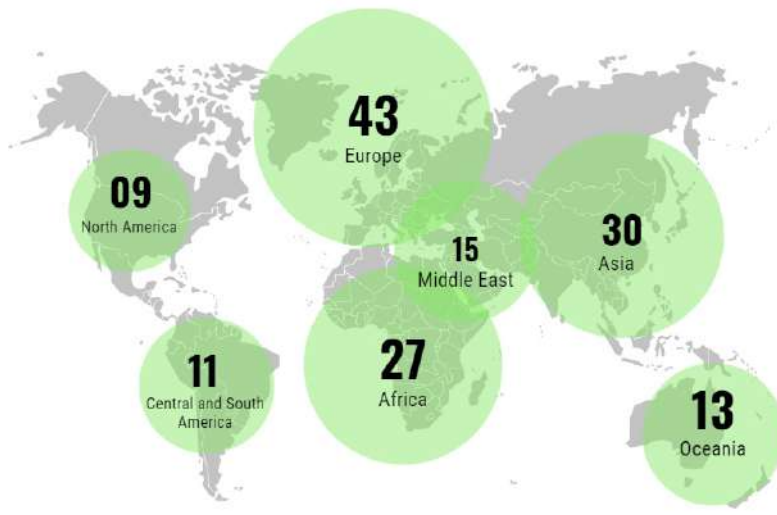 43
Europe
09
North America
15
Middle East
30
Asia
11
Central and South
America
27
Africa
13
Oceania